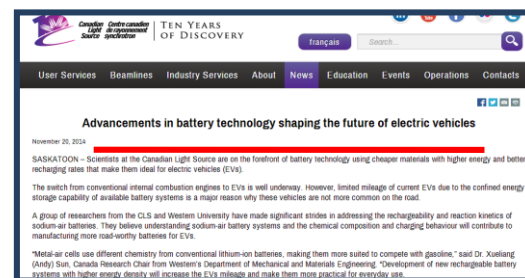 Canadian Light Source Centre canadien de rayonnement synchrotron
TEN YEARS OF DISCOVERY
français Search...
User Services Beamlines Industry Services About News Education Events Operations Contacts
Advancements in battery technology shaping the future of electric vehicles
November 20, 2014
SASKATOON – Scientists at the Canadian Light Source are on the forefront of battery technology using cheaper materials with higher energy and better
recharging rates that make them ideal for electric vehicles (EVs).
The switch from conventional internal combustion engines to EVs is well underway. However, limited mileage of current EVs due to the confined energy
storage capability of available battery systems is a major reason why these vehicles are not more common on the road.
A group of researchers from the CLS and Western University have made significant strides in addressing the rechargeability and reaction kinetics of
sodium-air batteries. They believe understanding sodium-air battery systems and the chemical composition and charging behaviour will contribute to
manufacturing more road-worthy batteries for EVs.
"Metal-air cells use different chemistry from conventional lithium-ion batteries, making them more suited to compete with gasoline," said Dr. Xueliang
(Andy) Sun, Canada Research Chair from Western's Department of Mechanical and Materials Engineering. "Development of new rechargeable battery
systems with higher energy density will increase the EVs mileage and make them more practical for everyday use.